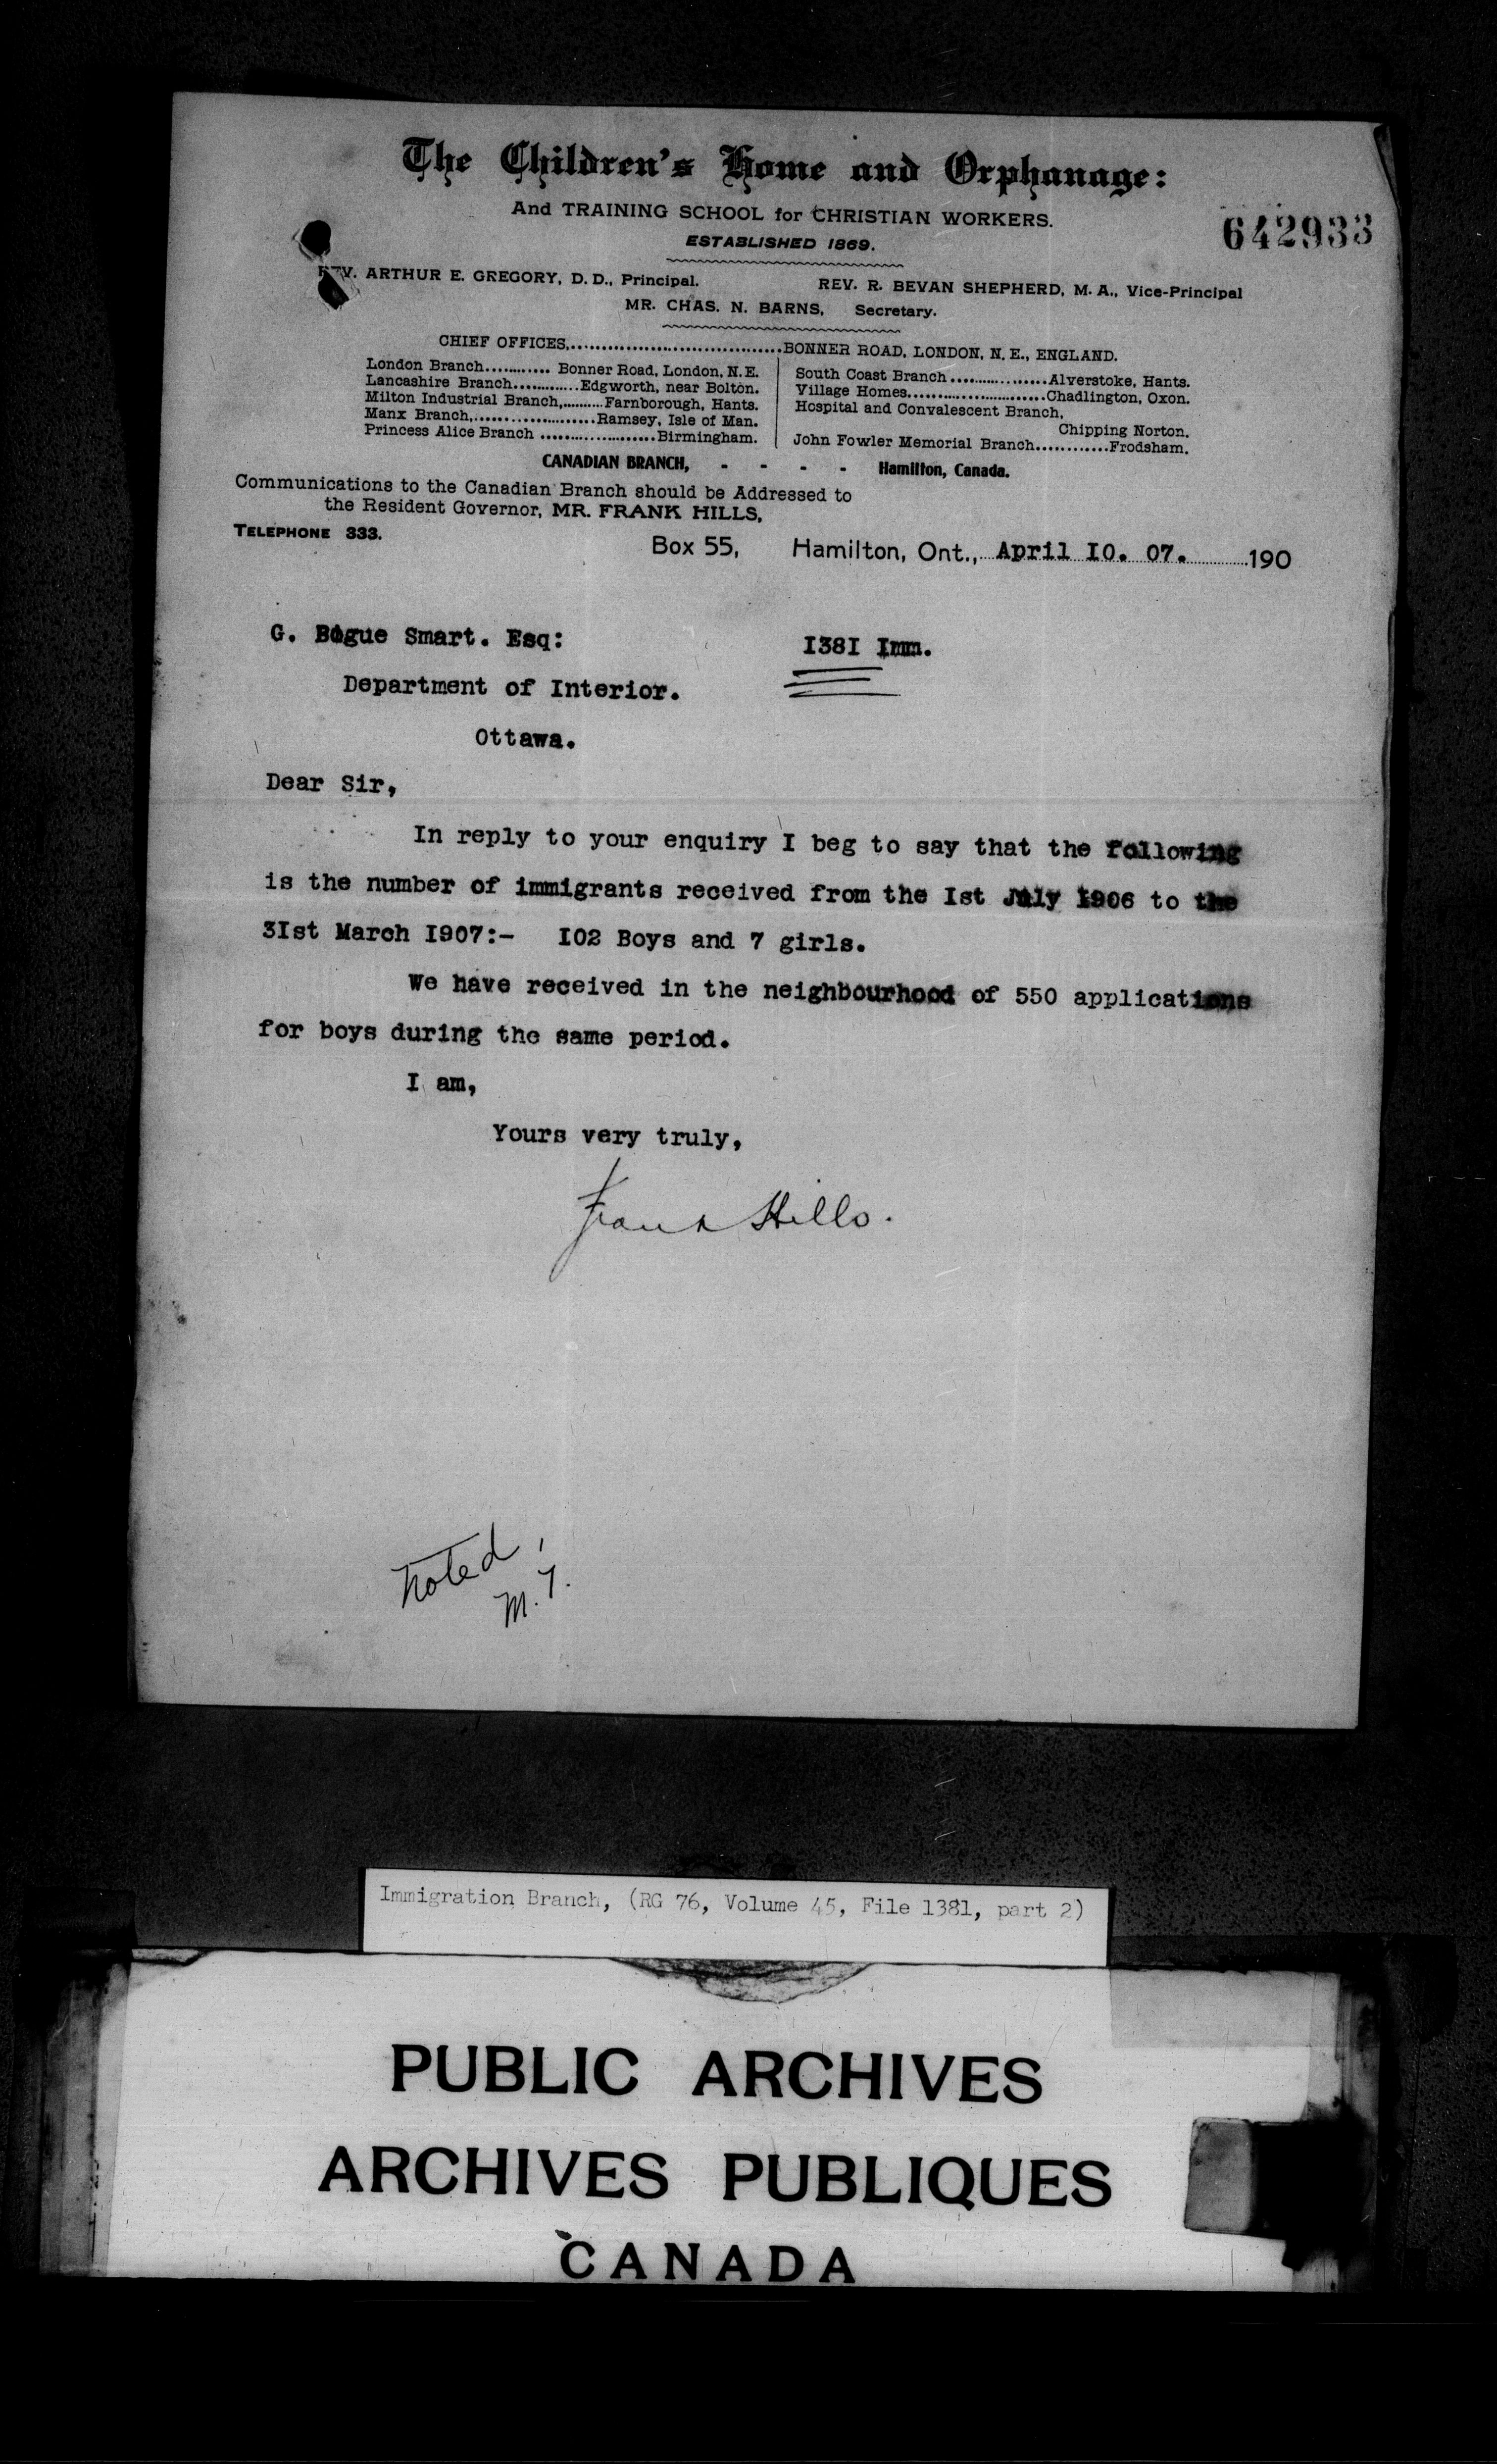 The Children's Home and Orphanage:
And TRAINING SCHOOL for CHRISTIAN WORKERS.
642933
ESTABLISHED 1869.
REV. ARTHUR E. GREGORY, D. D., Principal. REV. R. BEVAN SHEPHERD, M. A., Vice-Principal
MR. CHAS. N. BARNS, Secretary.
CHIEF OFFICES....................................BONNER ROAD, LONDON, N. E., ENGLAND.
London Branch............ Bonner Road, London, N.E.
Lancashire Branch............Edgworth, near Bolton.
Milton Industrial Branch,..........Farnborough, Hants.
Manx Branch,......................Ramsey, Isle of Man.
Princess Alice Branch .....................Birmingham.
South Coast Branch..................Alverstoke, Hants.
Village Homes.........................Chadlington, Oxon.
Hospital and Convalescent Branch,
Chipping Norton.
John Fowler Memorial Branch............Frodsham.
CANADIAN BRANCH, - - - - Hamilton, Canada.
Communications to the Canadian Branch should be Addressed to
the Resident Governor, MR. FRANK HILLS,
TELEPHONE 333.
Box 55, Hamilton, Ont., April I0. 07. 190
G. Bogue Smart. Esq: I38I Imm.
Department of Interior.
Ottawa.
Dear Sir,
In reply to your enquiry I beg to say that the following
is the number of immigrants received from the Ist July 1906 to the
3Ist March I907:- I02 Boys and 7 girls.
We have received in the neighbourhood of 550 applications
for boys during the same period.
I am,
Yours very truly,
Frank Hills.
Noted,
Immigration Branch, (RG 76, Volume 45, File 1381, part 2)
PUBLIC ARCHIVES
ARCHIVES PUBLIQUES
CANADA